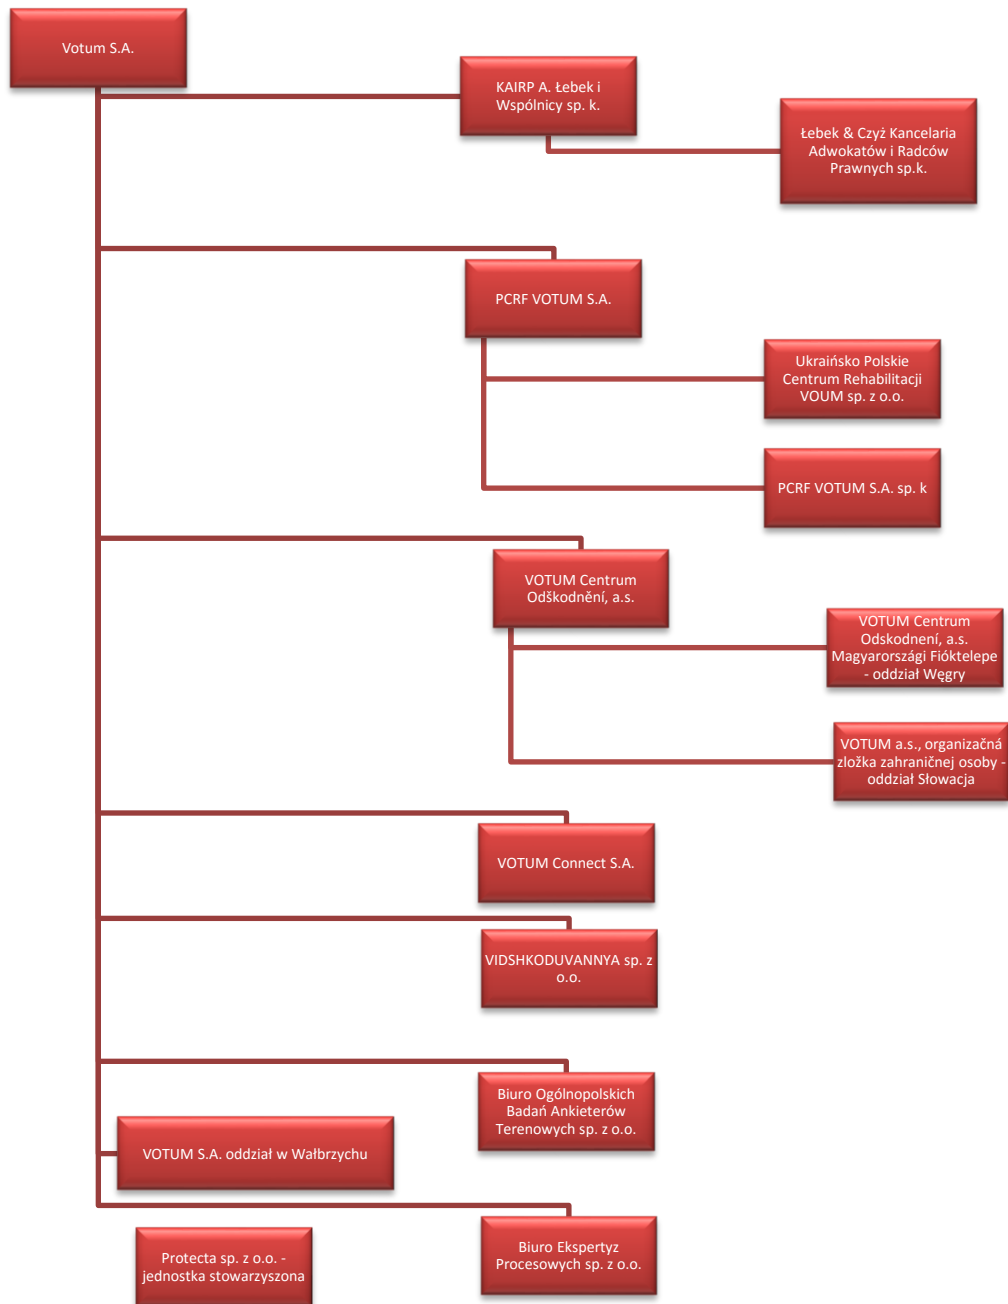 Votum S.A.
KAIRP A. Łebek i
Wspólnicy sp. k.
Łebek & Czyż Kancelaria
Adwokatów i Radców
Prawnych sp.k.
PCRF VOTUM S.A.
Ukraińsko Polskie
Centrum Rehabilitacji
VOUM sp. z o.o.
PCRF VOTUM S.A. sp. k
VOTUM Centrum
Odškodnění, a.s.
VOTUM Centrum
Odskodnení, a.s.
Magyarországi Fióktelepe
- oddział Węgry
VOTUM a.s., organizačná
zložka zahraničnej osoby -
oddział Słowacja
VOTUM Connect S.A.
VIDSHKODUVANNYA sp. z
o.o.
Biuro Ogólnopolskich
Badań Ankieterów
Terenowych sp. z o.o.
VOTUM S.A. oddział w Wałbrzychu
Biuro Ekspertyz
Procesowych sp. z o.o.
Protecta sp. z o.o. -
jednostka stowarzyszona